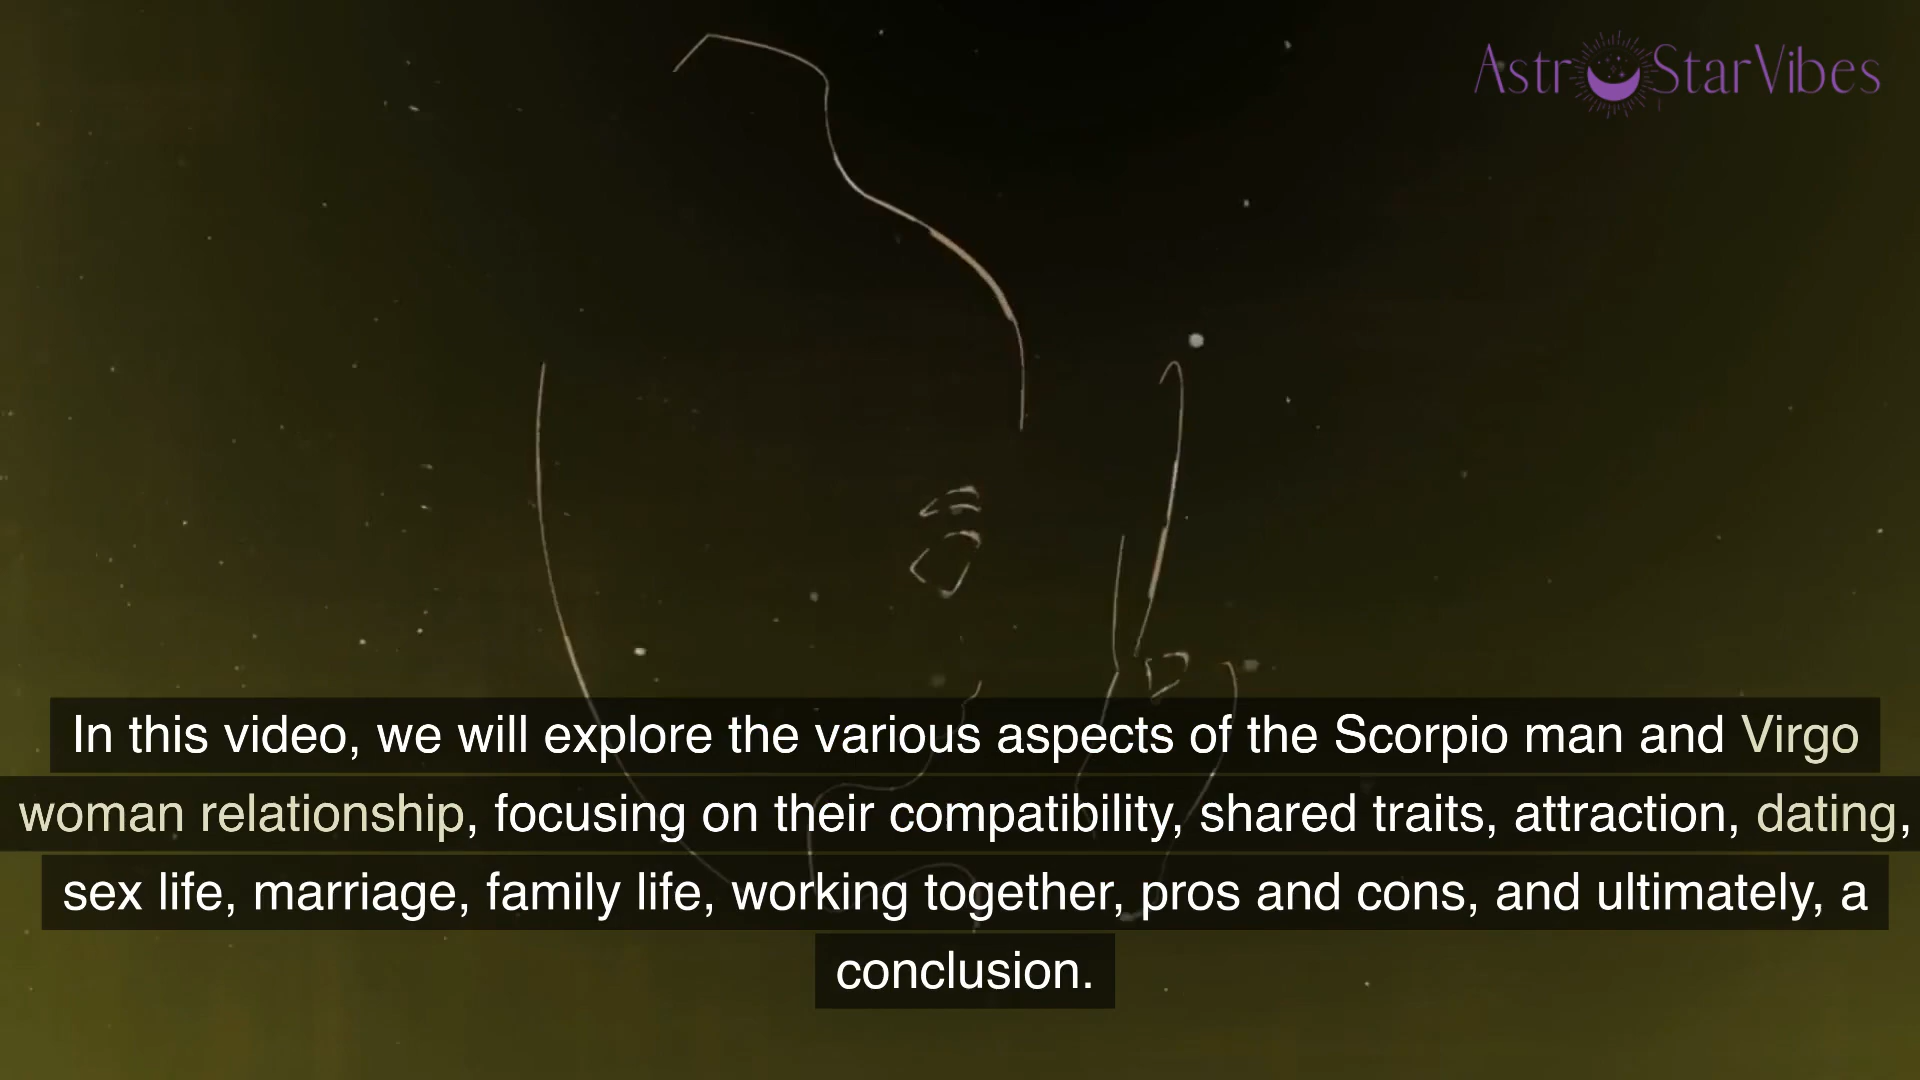 AstroStarVibes
In this video, we will explore the various aspects of the Scorpio man and Virgo
woman relationship, focusing on their compatibility, shared traits, attraction, dating,
sex life, marriage, family life, working together, pros and cons, and ultimately, a
conclusion.